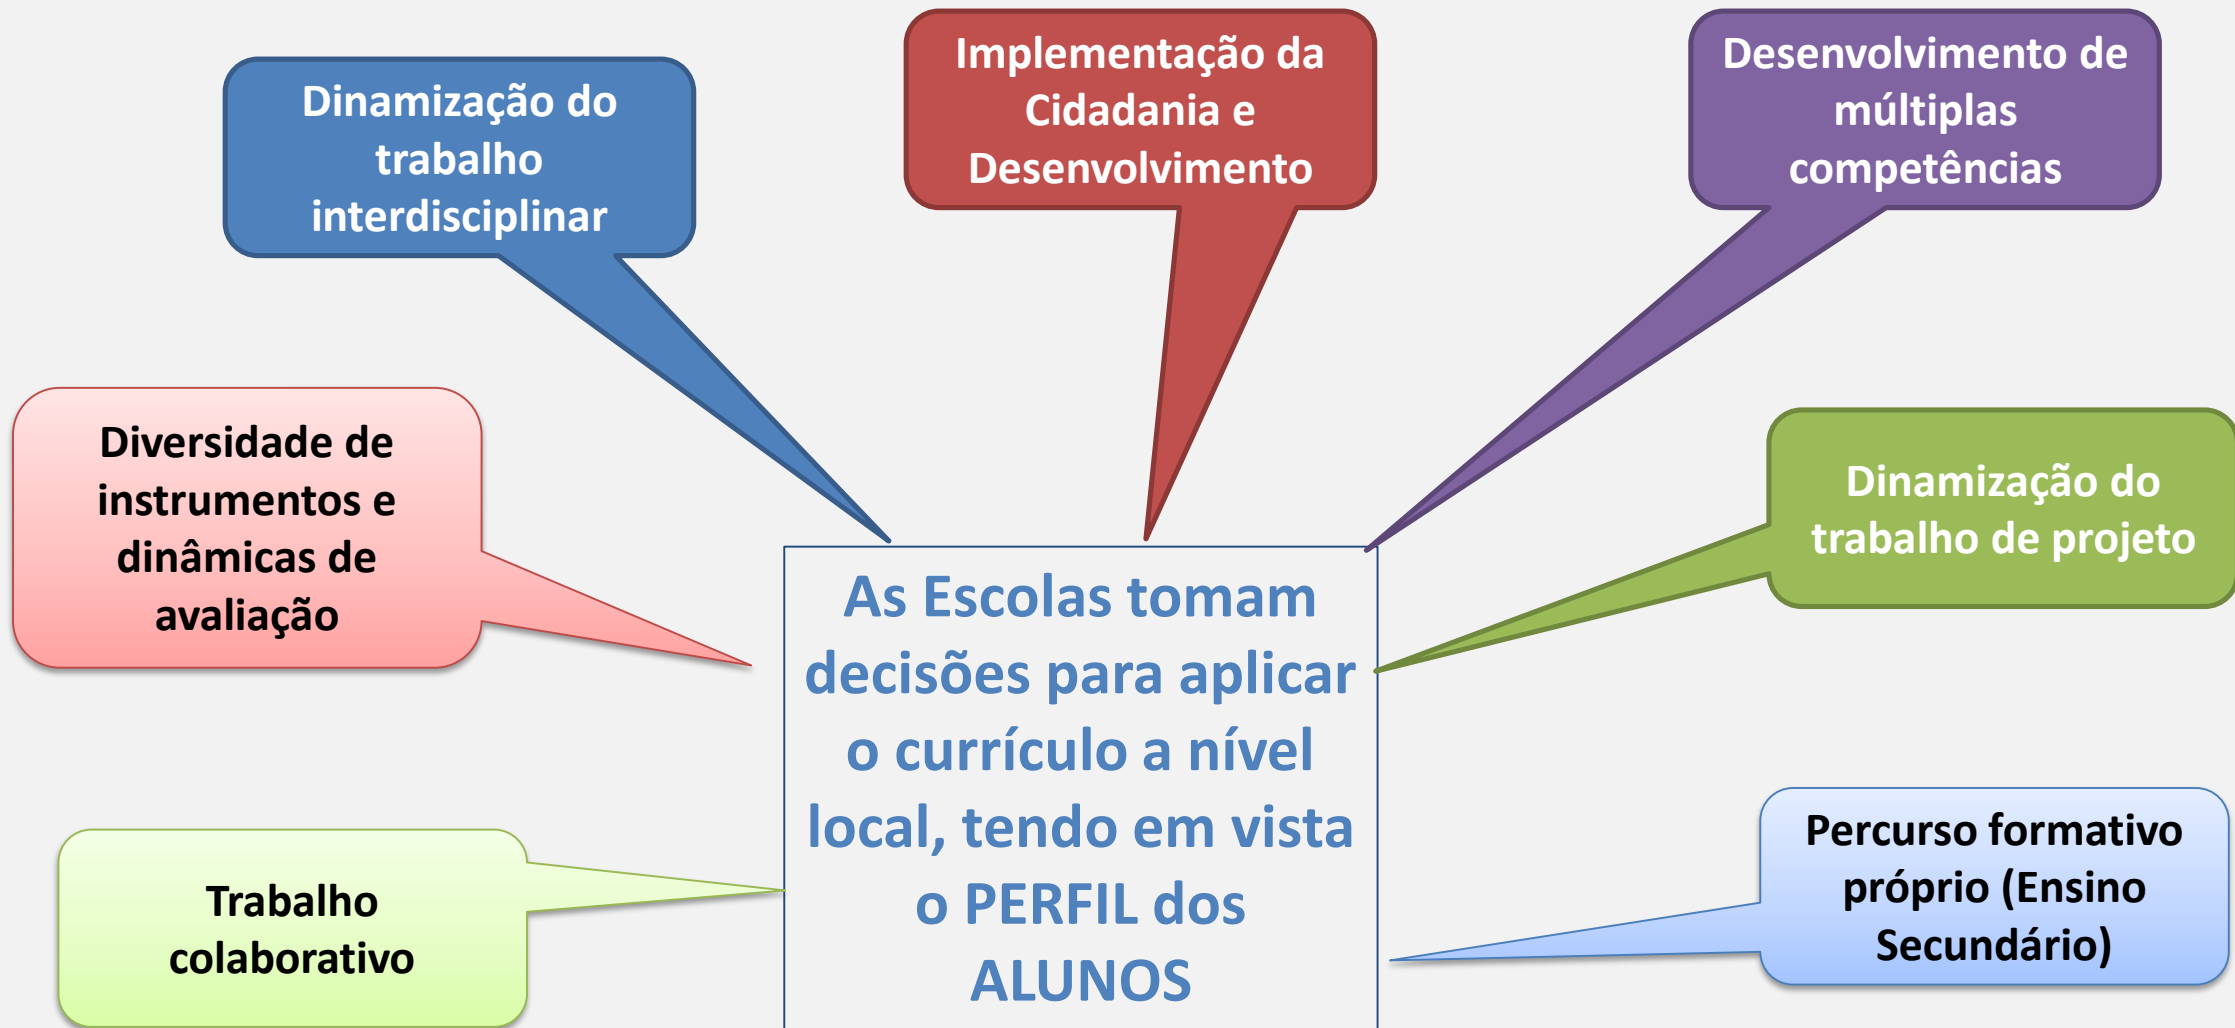 Dinamização do
trabalho
interdisciplinar
Implementação da
Cidadania e
Desenvolvimento
Desenvolvimento de
múltiplas
competências
Diversidade de
instrumentos e
dinâmicas de
avaliação
Dinamização do
trabalho de projeto
As Escolas tomam
decisões para aplicar
o currículo a nível
local, tendo em vista
o PERFIL dos
ALUNOS
Trabalho
colaborativo
Percurso formativo
próprio (Ensino
Secundário)